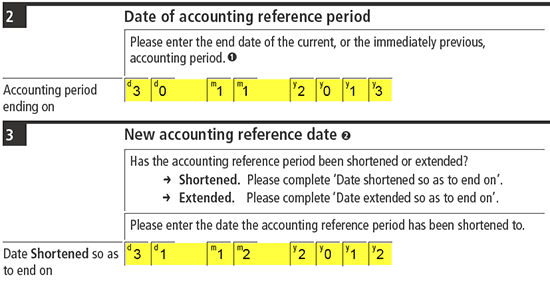 2 Date of accounting reference period
Please enter the end date of the current, or the immediately previous,
accounting period. ❶
Accounting period
ending on
d3 d0 m1 m1 y2 y0 y1 y3
3 New accounting reference date ❷
Has the accounting reference period been shortened or extended?
→ Shortened. Please complete ‘Date shortened so as to end on’.
→ Extended. Please complete ‘Date extended so as to end on’.
Please enter the date the accounting reference period has been shortened to.
Date Shortened so as
to end on
d3 d1 m1 m2 y2 y0 y1 y2